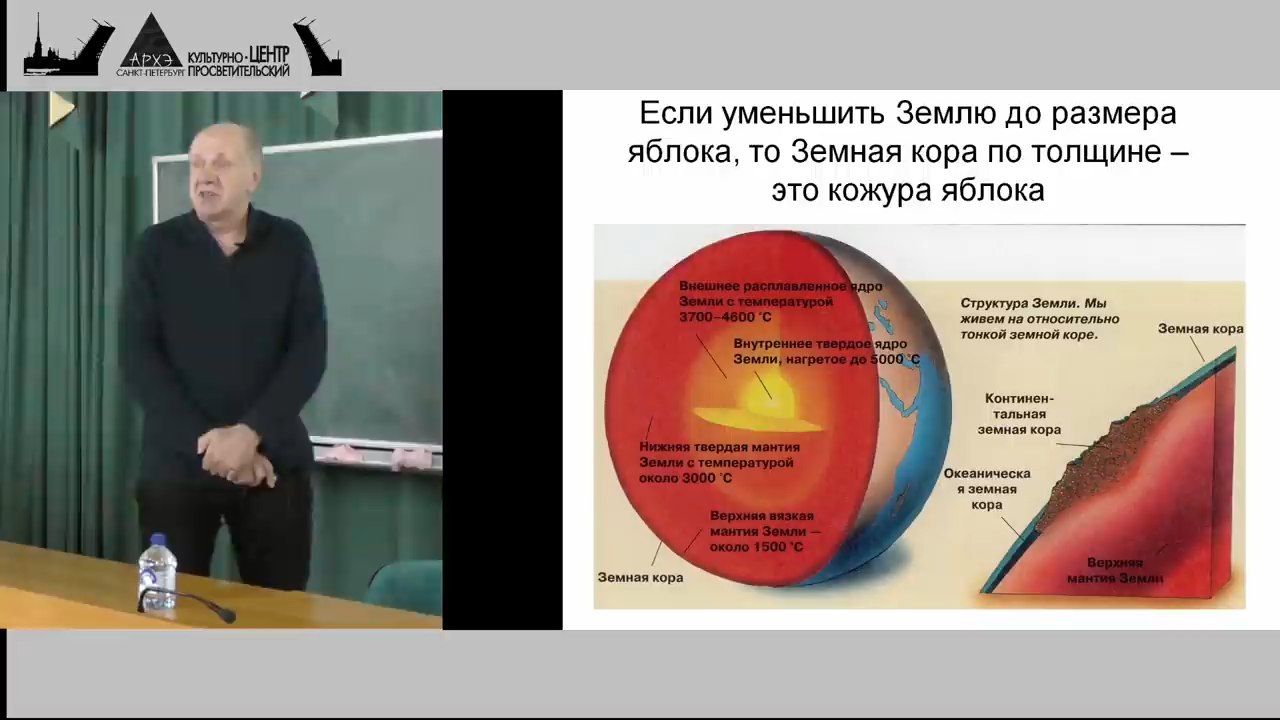 АРХЭ
САНКТ-ПЕТЕРБУРГ
КУЛЬТУРНО-ЦЕНТР
ПРОСВЕТИТЕЛЬСКИЙ
Если уменьшить Землю до размера
яблока, то Земная кора по толщине –
это кожура яблока
Внешнее расплавленное ядро
Земли с температурой
3700–4600 °С
Внутреннее твердое ядро
Земли, нагретое до 5000 °С
Нижняя твердая мантия
Земли с температурой
около 3000 °С
Верхняя вязкая
мантия Земли —
около 1500 °С
Земная кора
Структура Земли. Мы
живем на относительно
тонкой земной коре.
Земная кора
Континен-
тальная
земная кора
Океаническа
я земная
кора
Верхняя
мантия Земли